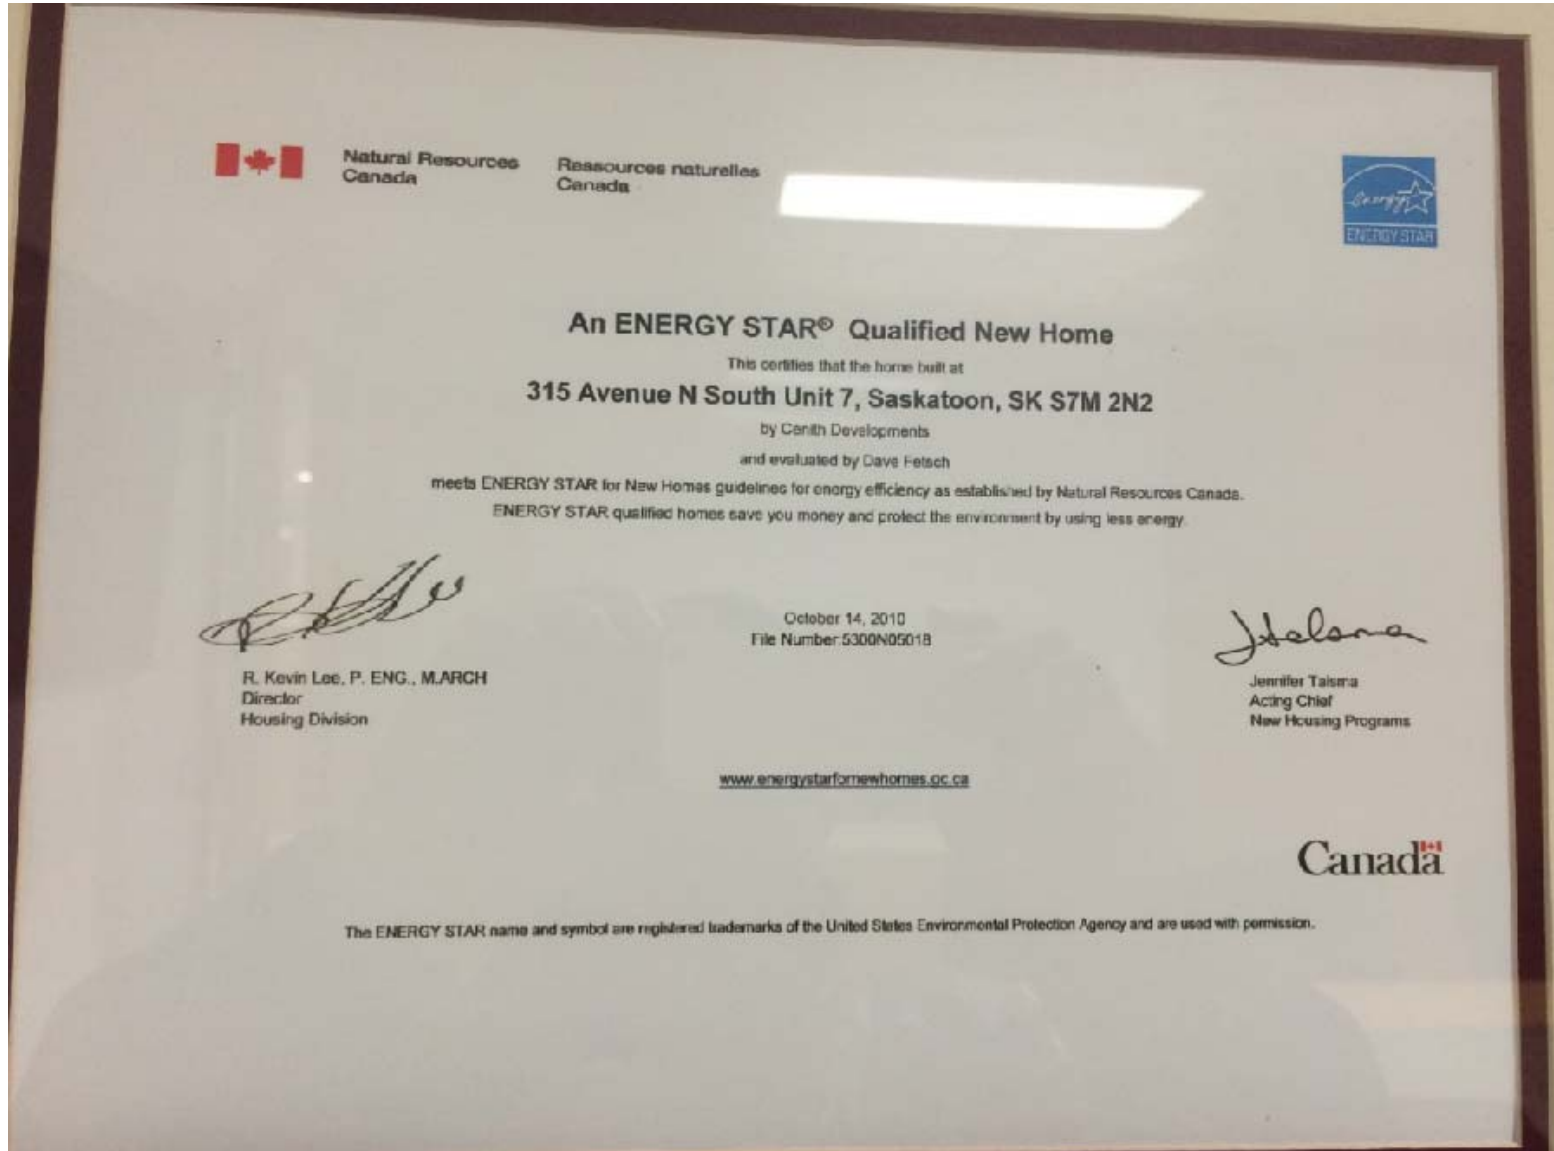 Natural Resources
Canada
Ressources naturelles
Canada
Energy
ENERGY STAR
An ENERGY STAR® Qualified New Home
This certifies that the home built at
315 Avenue N South Unit 7, Saskatoon, SK S7M 2N2
by Cenith Developments
and evaluated by Dave Fetsch
meets ENERGY STAR for New Homes guidelines for energy efficiency as established by Natural Resources Canada.
ENERGY STAR qualified homes save you money and protect the environment by using less energy.
October 14, 2010
File Number:5300N05018
R. Kevin Lee, P. ENG., M.ARCH
Director
Housing Division
Jennifer Talsma
Acting Chief
New Housing Programs
www.energystarfornewhomes.gc.ca
Canada
The ENERGY STAR name and symbol are registered trademarks of the United States Environmental Protection Agency and are used with permission.